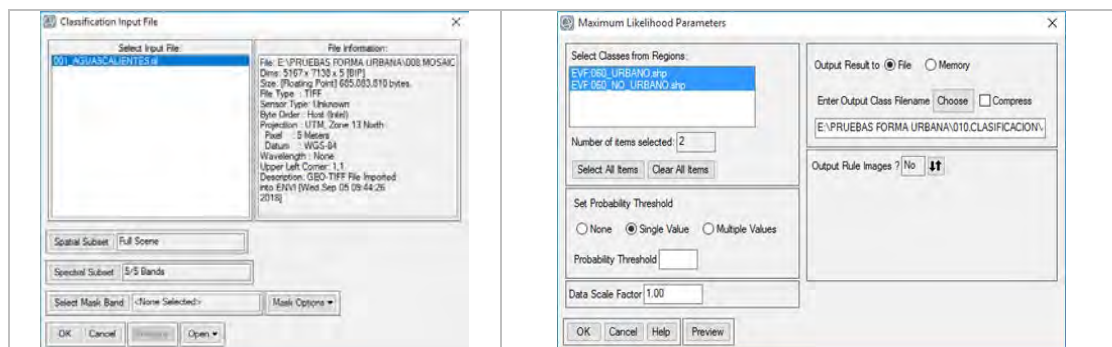 Classification Input File
Select Input File:
001_AGUASCALIENTES.pi
File Information:
File: E:\PRUEBAS FORMA URBANA\008.MOSAIC
Dims: 5167 x 7138 x 5 [BIP]
Size: [Floating Point] 685,083,810 bytes.
File Type : TIFF
Sensor Type: Unknown
Byte Order : Host (Intel)
Projection : UTM, Zone 13 North
Pixel : 5 Meters
Datum : WGS-84
Wavelength : None
Upper Left Corner: 1,1
Description: GEO-TIFF File Imported
into ENVI [Wed Sep 05 09:44:26
2018]
Spatial Subset Full Scene
Spectral Subset 5/5 Bands
Select Mask Band <None Selected> Mask Options
OK Cancel Open
Maximum Likelihood Parameters
Select Classes from Regions:
EVF:060_URBANO.shp
EVF:060_NO_URBANO.shp
Number of items selected: 2
Select All Items Clear All Items
Set Probability Threshold
None Single Value Multiple Values
Probability Threshold
Data Scale Factor 1.00
Output Result to File Memory
Enter Output Class Filename Choose Compress
E:\PRUEBAS FORMA URBANA\010.CLASIFICACION\
Output Rule Images ? No
OK Cancel Help Preview